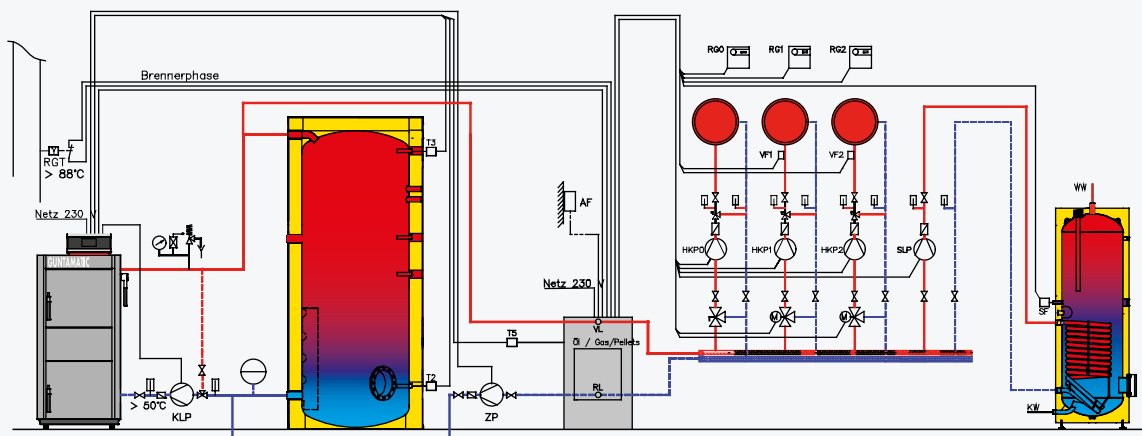 RG0
RG1
RG2
Brennerphase
T3
RGT
> 88°C
VF1
VF2
WW
AF
Netz 230 V
HKP0
HKP1
HKP2
SLP
GUNTAMATIC
Netz 230 V
SF
M
M
VL
T5
Öl / Gas/Pellets
T2
RL
> 50°C
KLP
ZP
KW